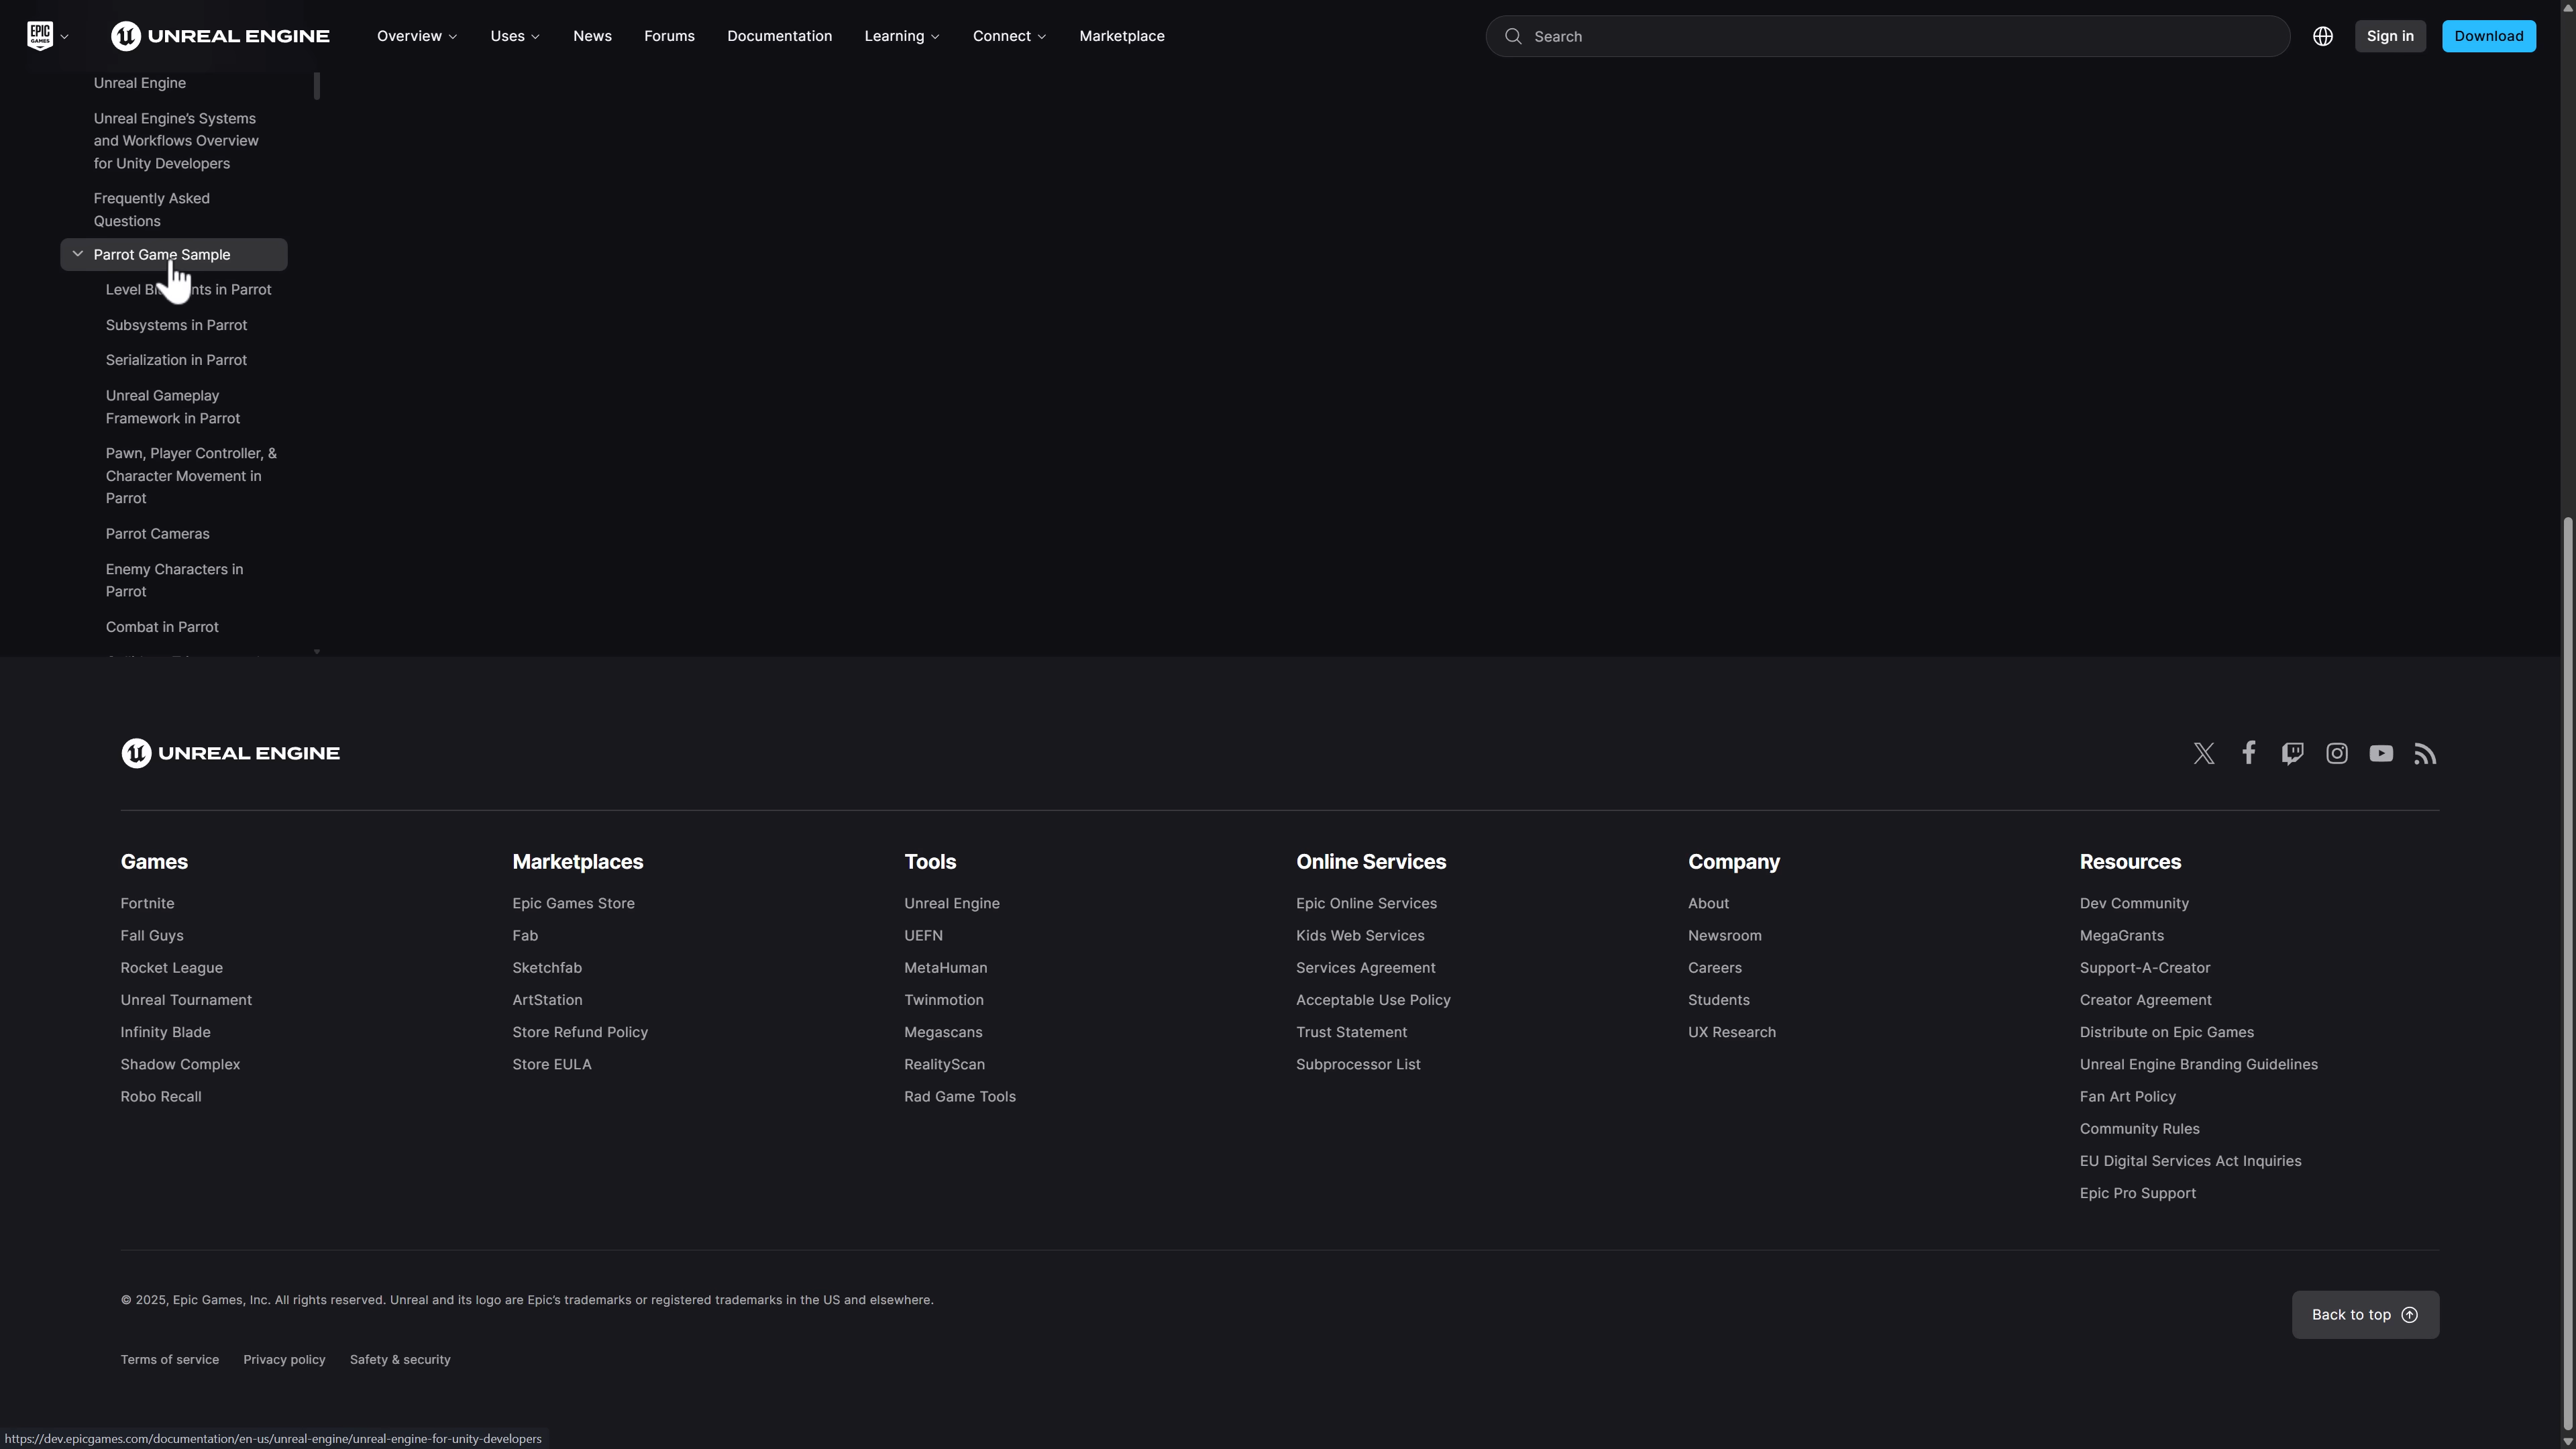 EPIC GAMES
UNREAL ENGINE
Overview
Uses
News
Forums
Documentation
Learning
Connect
Marketplace
Search
Sign in
Download
Unreal Engine
Unreal Engine's Systems
and Workflows Overview
for Unity Developers
Frequently Asked
Questions
Parrot Game Sample
Level in Parrot
Subsystems in Parrot
Serialization in Parrot
Unreal Gameplay
Framework in Parrot
Pawn, Player Controller, &
Character Movement in
Parrot
Parrot Cameras
Enemy Characters in
Parrot
Combat in Parrot
UNREAL ENGINE
Games
Fortnite
Fall Guys
Rocket League
Unreal Tournament
Infinity Blade
Shadow Complex
Robo Recall
Marketplaces
Epic Games Store
Fab
Sketchfab
ArtStation
Store Refund Policy
Store EULA
Tools
Unreal Engine
UEFN
MetaHuman
Twinmotion
Megascans
RealityScan
Rad Game Tools
Online Services
Epic Online Services
Kids Web Services
Services Agreement
Acceptable Use Policy
Trust Statement
Subprocessor List
Company
About
Newsroom
Careers
Students
UX Research
Resources
Dev Community
MegaGrants
Support-A-Creator
Creator Agreement
Distribute on Epic Games
Unreal Engine Branding Guidelines
Fan Art Policy
Community Rules
EU Digital Services Act Inquiries
Epic Pro Support
© 2025, Epic Games, Inc. All rights reserved. Unreal and its logo are Epic's trademarks or registered trademarks in the US and elsewhere.
Back to top
Terms of service
Privacy policy
Safety & security
https://dev.epicgames.com/documentation/en-us/unreal-engine/unreal-engine-for-unity-developers